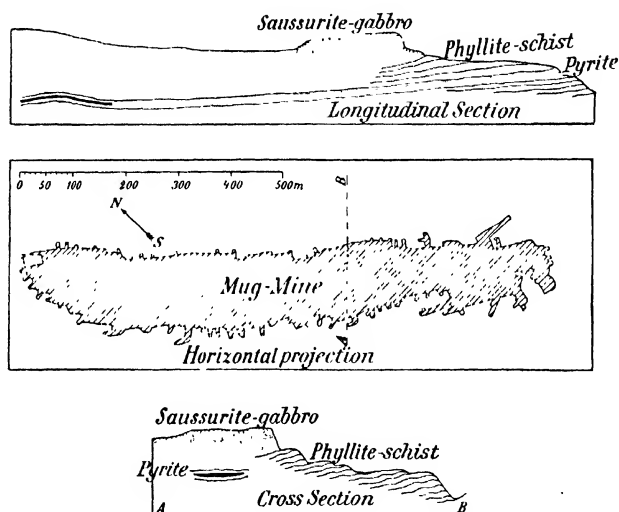 Saussurite-gabbro
Phyllite-schist
Pyrite
Longitudinal Section
0 50 100 200 300 400 500m
B
N
S
Mug-Mine
A
Horizontal projection
Saussurite-gabbro
Phyllite-schist
Pyrite
Cross Section
A B